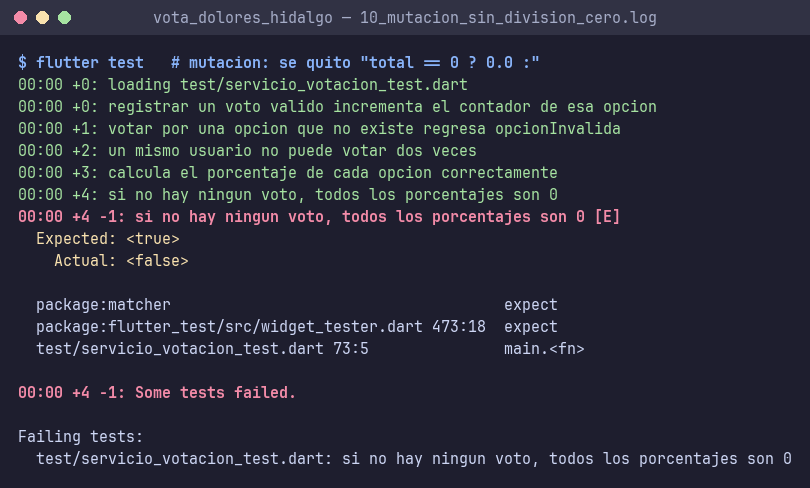 vota_dolores_hidalgo — 10_mutacion_sin_division_cero.log
$ flutter test   # mutacion: se quito "total == 0 ? 0.0 :"
00:00 +0: loading test/servicio_votacion_test.dart
00:00 +0: registrar un voto valido incrementa el contador de esa opcion
00:00 +1: votar por una opcion que no existe regresa opcionInvalida
00:00 +2: un mismo usuario no puede votar dos veces
00:00 +3: calcula el porcentaje de cada opcion correctamente
00:00 +4: si no hay ningun voto, todos los porcentajes son 0
00:00 +4 -1: si no hay ningun voto, todos los porcentajes son 0 [E]
  Expected: <true>
    Actual: <false>
  package:matcher                                     expect
  package:flutter_test/src/widget_tester.dart 473:18  expect
  test/servicio_votacion_test.dart 73:5               main.<fn>
00:00 +4 -1: Some tests failed.
Failing tests:
  test/servicio_votacion_test.dart: si no hay ningun voto, todos los porcentajes son 0